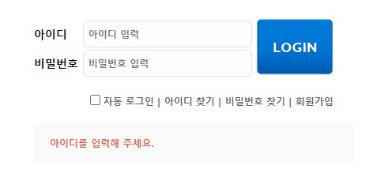 아이디 아이디 입력
비밀번호 비밀번호 입력
LOGIN
자동 로그인 | 아이디 찾기 | 비밀번호 찾기 | 회원가입
아이디를 입력해 주세요.